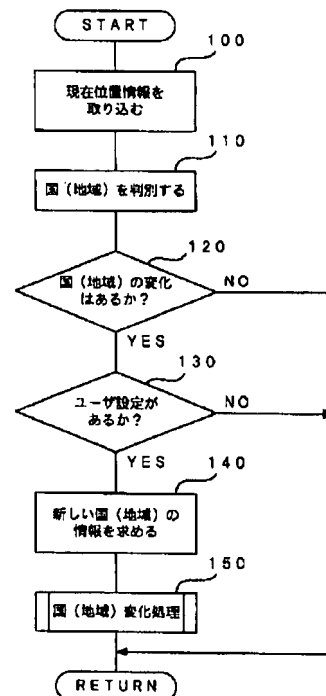 START
100
現在位置情報を
取り込む
110
国(地域)を判別する
120
国(地域)の変化
はあるか?
NO
YES
130
ユーザ設定が
あるか?
NO
YES
140
新しい国(地域)の
情報を求める
150
国(地域)変化処理
RETURN